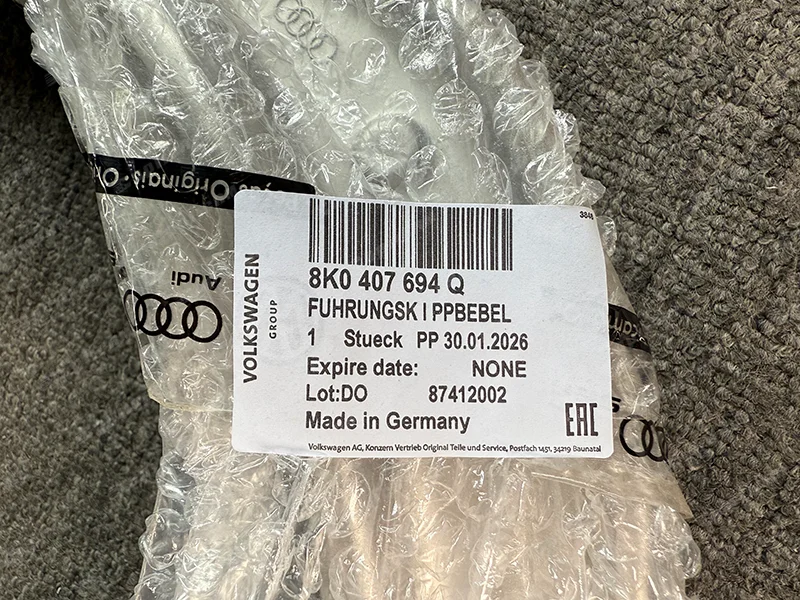 Originais
Audi
3848
VOLKSWAGEN
GROUP
8K0 407 694 Q
FUHRUNGSK I PPBEBEL
1 Stueck PP 30.01.2026
Expire date: NONE
Lot:DO 87412002
Made in Germany
EAC
Volkswagen AG, Konzern Vertrieb Original Teile und Service, Postfach 1451, 34219 Baunatal